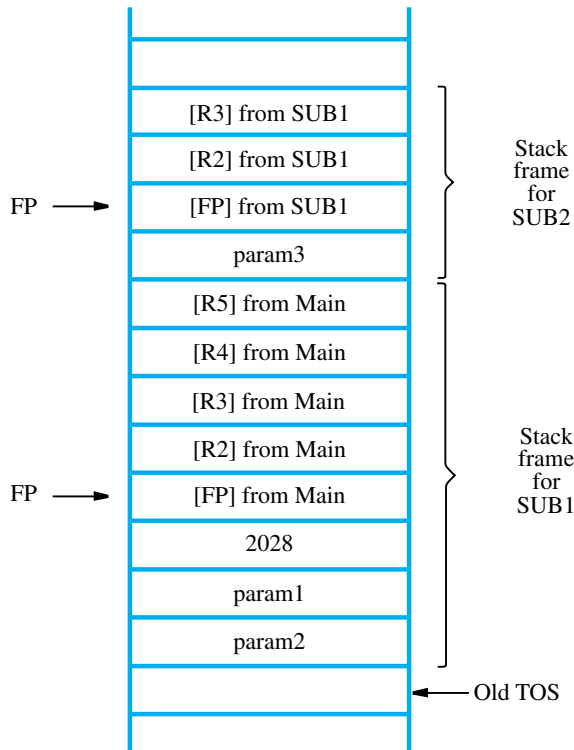 [R3] from SUB1
[R2] from SUB1
[FP] from SUB1
param3
FP
Stack
frame
for
SUB2
[R5] from Main
[R4] from Main
[R3] from Main
[R2] from Main
[FP] from Main
2028
param1
param2
FP
Stack
frame
for
SUB1
Old TOS